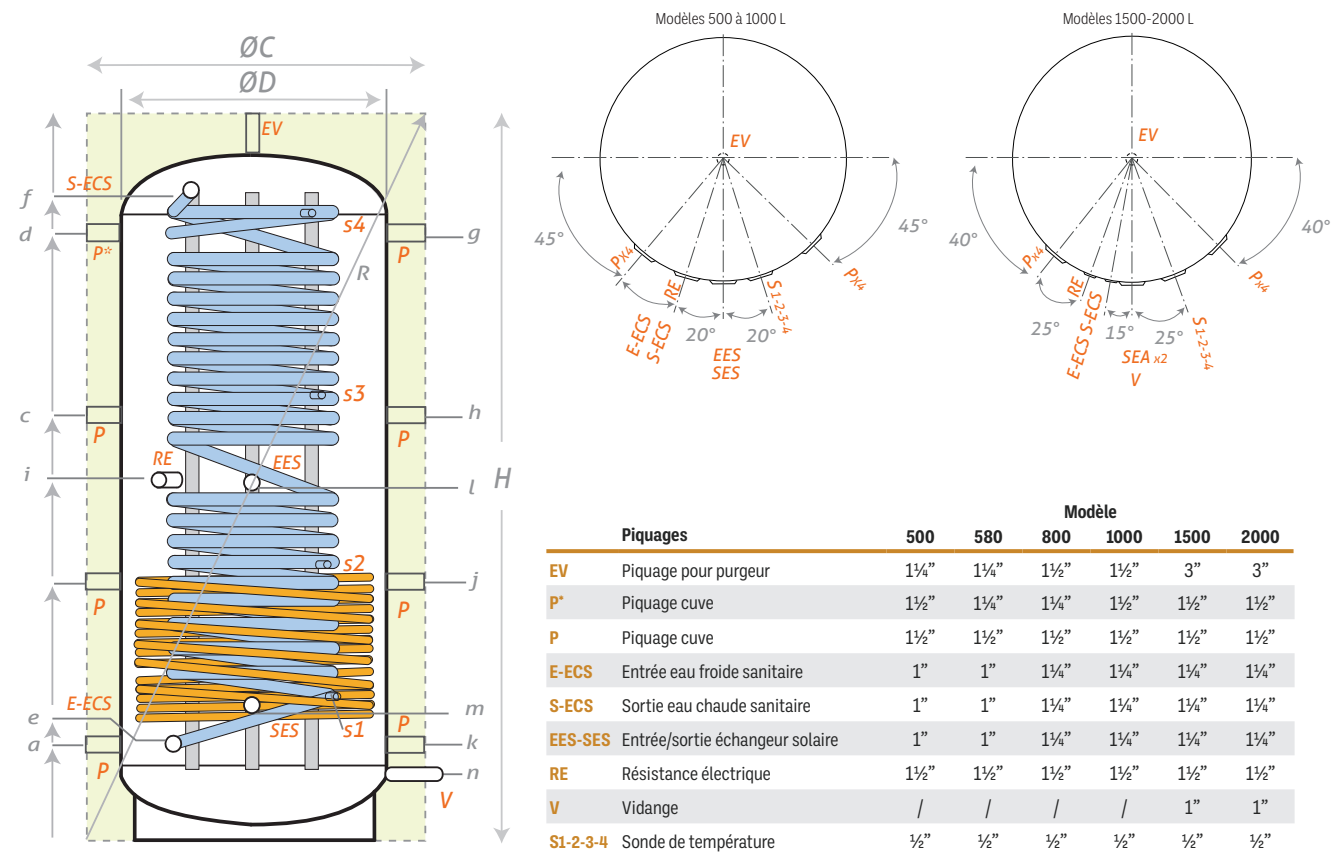 Modèles 500 à 1000 L
Modèles 1500-2000 L
ØC
ØD
EV
f
S-ECS
d
P*
s4
P
g
R
s3
c
P
P
h
i
RE
EES
l
H
s2
P
P
j
E-ECS
e
SES
s1
P
m
a
P
k
n
V
EV
45°
45°
Px4
RE
E-ECS
S-ECS
20°
EES
SES
20°
S 1-2-3-4
Px4
EV
40°
40°
Px4
25°
RE
E-ECS S-ECS
15°
SEA x2
V
25°
S 1-2-3-4
Px4
Modèle
Piquages 500 580 800 1000 1500 2000
EV Piquage pour purgeur 1¼” 1¼” 1½” 1½” 3” 3”
P* Piquage cuve 1½” 1¼” 1¼” 1½” 1½” 1½”
P Piquage cuve 1½” 1½” 1½” 1½” 1½” 1½”
E-ECS Entrée eau froide sanitaire 1” 1” 1¼” 1¼” 1¼” 1¼”
S-ECS Sortie eau chaude sanitaire 1” 1” 1¼” 1¼” 1¼” 1¼”
EES-SES Entrée/sortie échangeur solaire 1” 1” 1¼” 1¼” 1¼” 1¼”
RE Résistance électrique 1½” 1½” 1½” 1½” 1½” 1½”
V Vidange / / / / 1” 1”
S1-2-3-4 Sonde de température ½” ½” ½” ½” ½” ½”